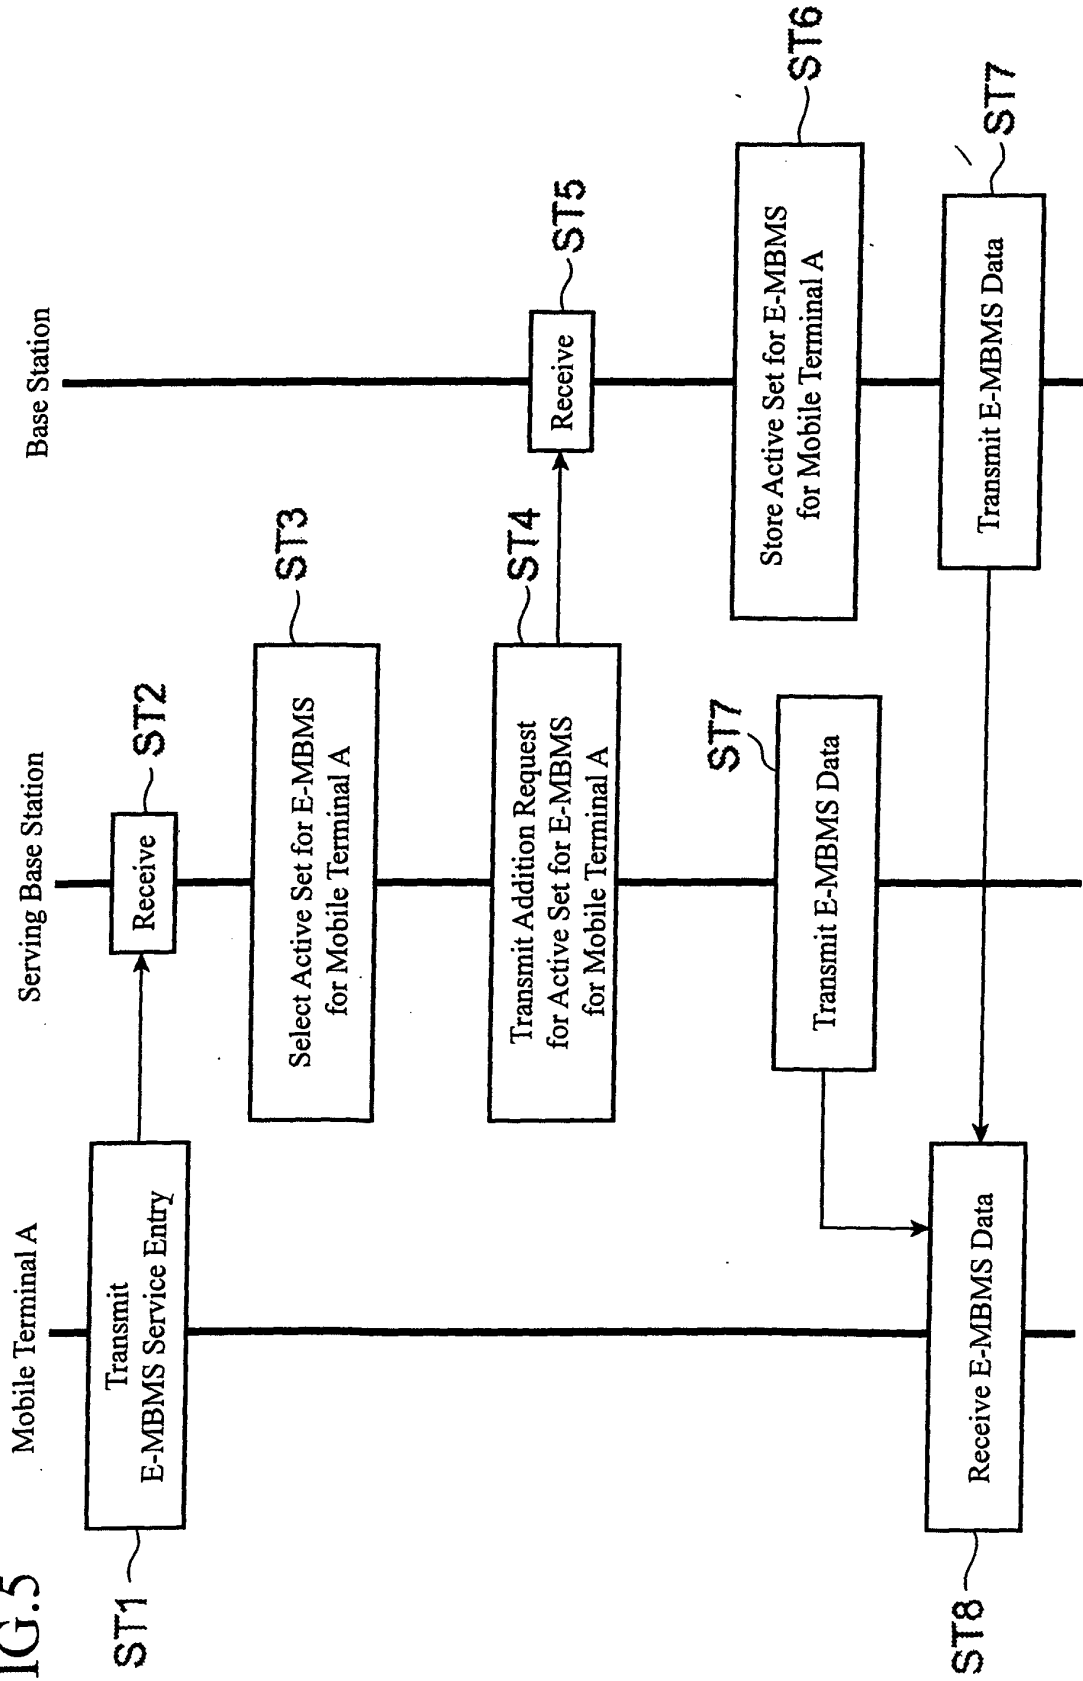 IG.5
Mobile Terminal A
Serving Base Station
Base Station
ST1
Transmit
E-MBMS Service Entry
Receive
ST2
Select Active Set for E-MBMS
for Mobile Terminal A
ST3
Transmit Addition Request
for Active Set for E-MBMS
for Mobile Terminal A
ST4
Receive
ST5
Store Active Set for E-MBMS
for Mobile Terminal A
ST6
Transmit E-MBMS Data
ST7
Transmit E-MBMS Data
ST7
ST8
Receive E-MBMS Data